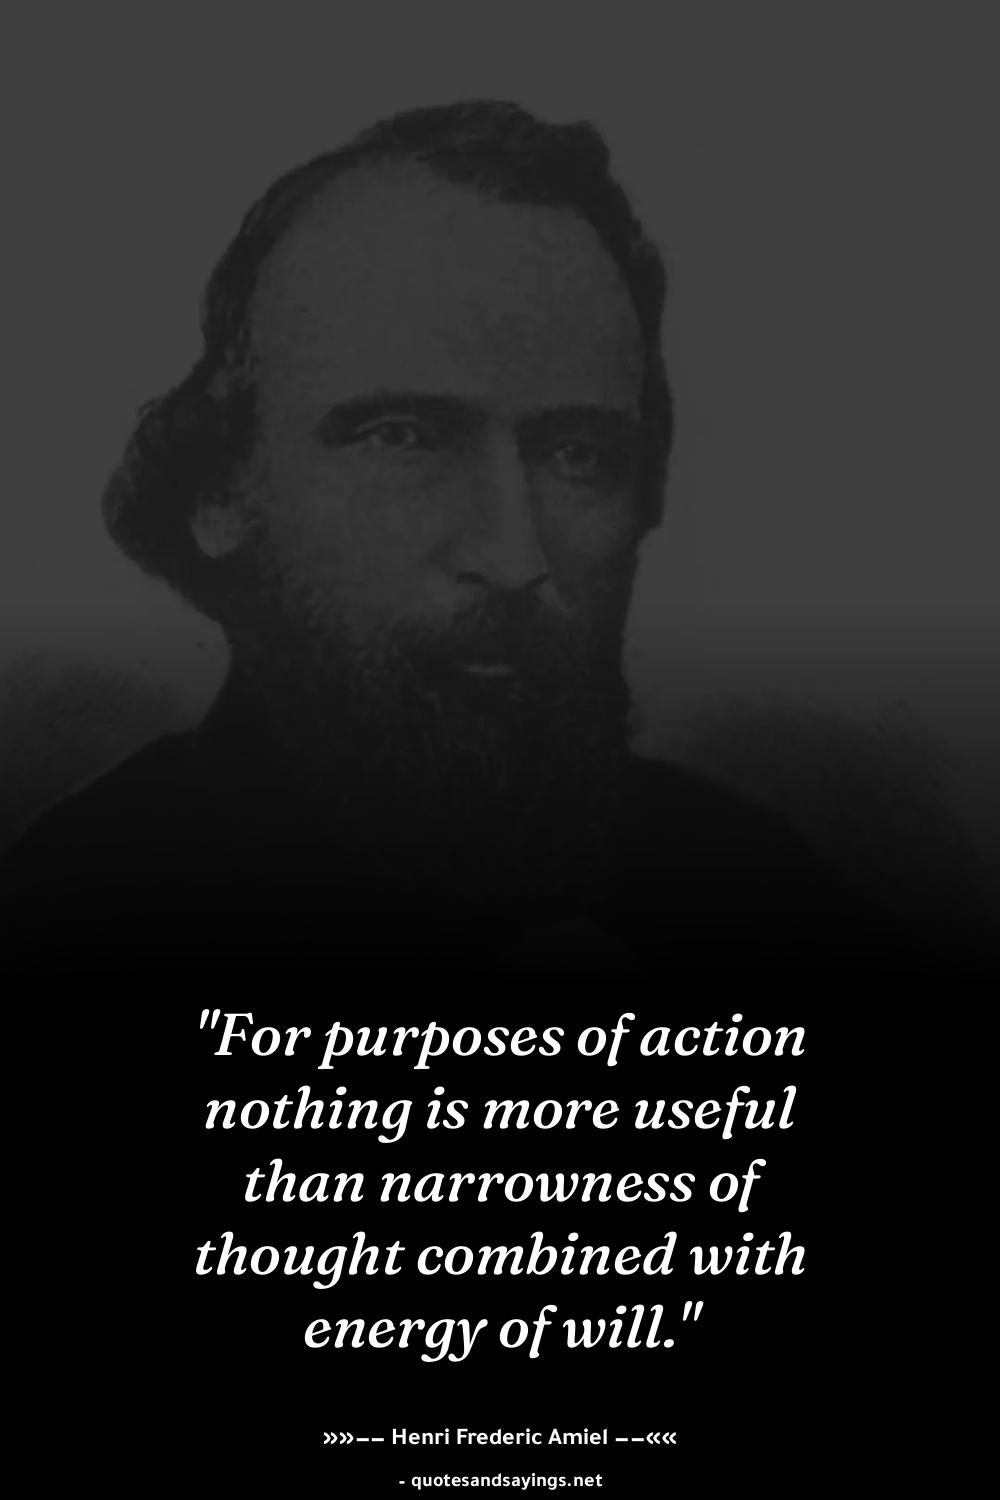 "For purposes of action
nothing is more useful
than narrowness of
thought combined with
energy of will."
»»–– Henri Frederic Amiel ––««
- quotesandsayings.net